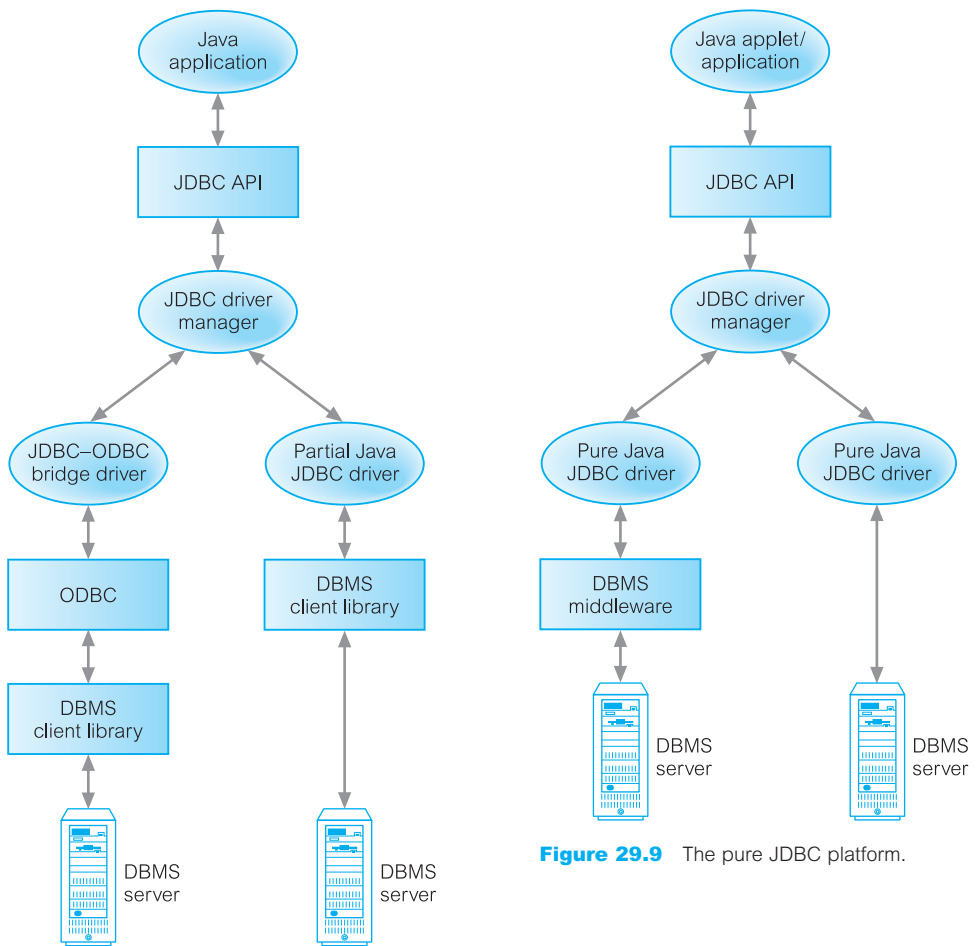 Java
application
JDBC API
JDBC driver
manager
JDBC–ODBC
bridge driver
Partial Java
JDBC driver
ODBC
DBMS
client library
DBMS
client library
DBMS
server
DBMS
server
Java applet/
application
JDBC API
JDBC driver
manager
Pure Java
JDBC driver
Pure Java
JDBC driver
DBMS
middleware
DBMS
server
DBMS
server
Figure 29.9 The pure JDBC platform.